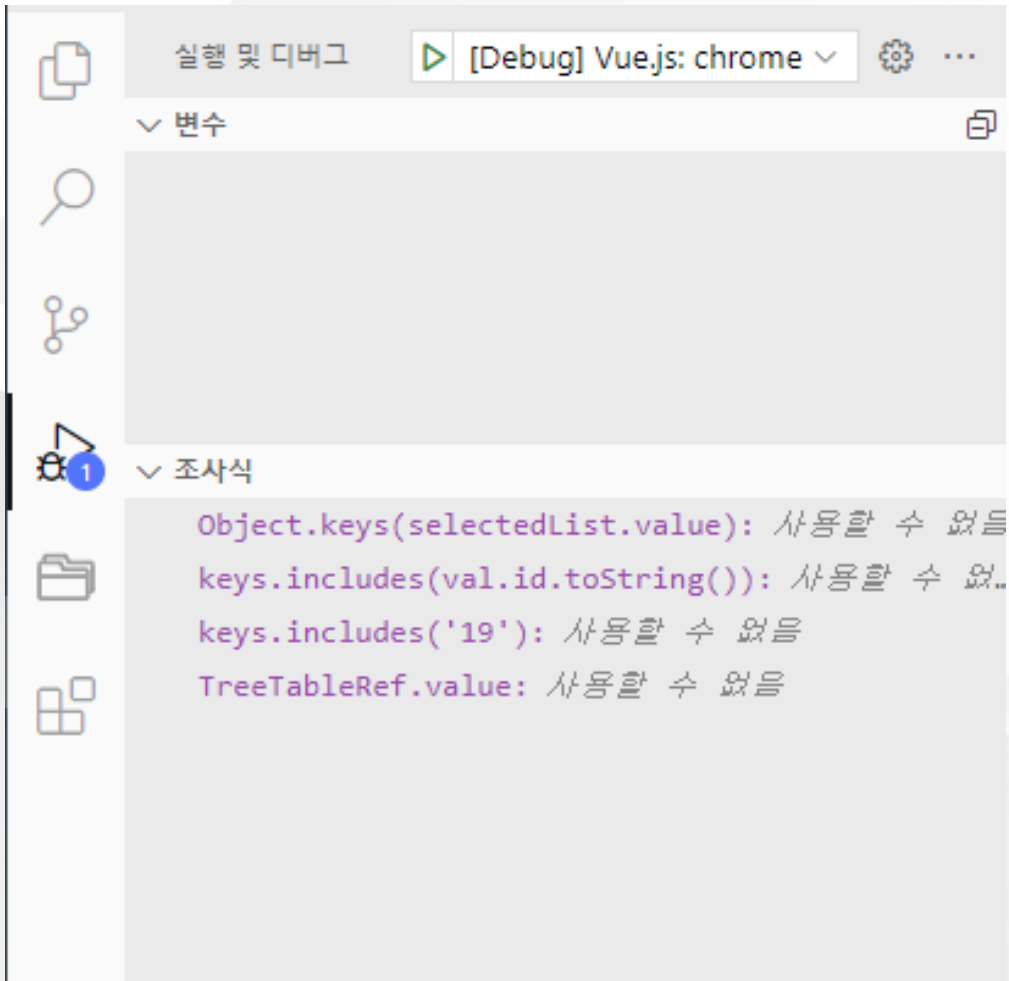 실행 및 디버그 [Debug] Vue.js: chrome
변수
1
조사식
Object.keys(selectedList.value): 사용할 수 없음
keys.includes(val.id.toString()): 사용할 수 없…
keys.includes('19'): 사용할 수 없음
TreeTableRef.value: 사용할 수 없음